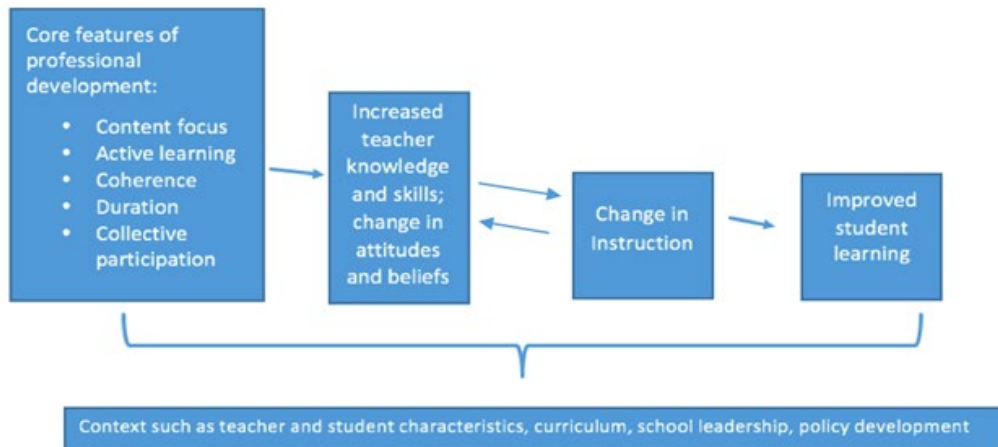 Core features of
professional
development:
• Content focus
• Active learning
• Coherence
• Duration
• Collective
participation
Increased
teacher
knowledge
and skills;
change in
attitudes
and beliefs
Change in
Instruction
Improved
student
learning
Context such as teacher and student characteristics, curriculum, school leadership, policy development